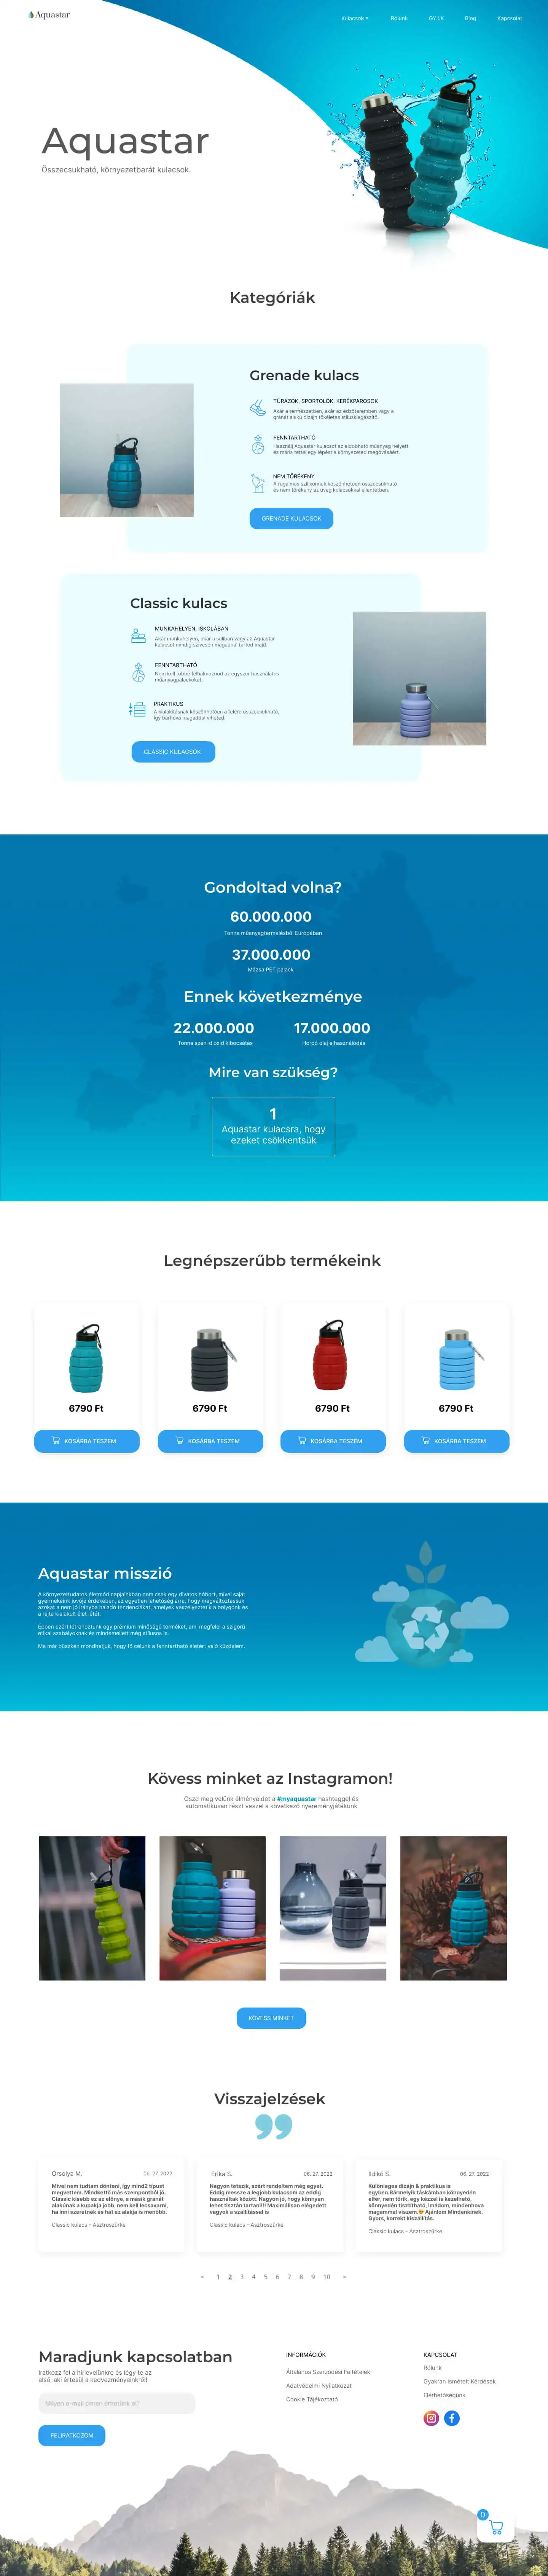 Aquastar
Kulacsok
Rólunk
GY.I.K
Blog
Kapcsolat
Aquastar
Összecsukható, környezetbarát kulacsok.
Kategóriák
Grenade kulacs
TÚRÁZÓK, SPORTOLÓK, KERÉKPÁROSOK
Akár a természetben, akár az edzőteremben vagy a
gránát alakú dizájn tökéletes stíluskiegészítő.
FENNTARTHATÓ
Használj Aquastar kulacsot az eldobható műanyag helyett
és máris tettél egy lépést a környezeted megóvásáért.
NEM TÖRÉKENY
A rugalmas szilikonnak köszönhetően összecsukható
és nem törékeny az üveg kulacsokkal ellentétben.
GRENADE KULACSOK
Classic kulacs
MUNKAHELYEN, ISKOLÁBAN
Akár munkahelyen, akár a suliban vagy az Aquastar
kulacsot mindig szívesen magadnál tartod majd.
FENNTARTHATÓ
Nem kell többé felhalmoznod az egyszer használatos
műanyagpalackokat.
PRAKTIKUS
A kialakításnak köszönhetően a felére összecsukható,
így bárhová magaddal viheted.
CLASSIC KULACSOK
Gondoltad volna?
60.000.000
Tonna műanyagtermelésből Európában
37.000.000
Mázsa PET palack
Ennek következménye
22.000.000
17.000.000
Tonna szén-dioxid kibocsátás
Hordó olaj elhasználódás
Mire van szükség?
1
Aquastar kulacsra, hogy
ezeket csökkentsük
Legnépszerűbb termékeink
6790 Ft
6790 Ft
6790 Ft
6790 Ft
KOSÁRBA TESZEM
KOSÁRBA TESZEM
KOSÁRBA TESZEM
KOSÁRBA TESZEM
Aquastar misszió
A környezettudatos életmód napjainkban nem csak egy divatos hóbort, mivel saját
gyermekeink jövője érdekében, az egyetlen lehetőség arra, hogy megváltoztassuk
azokat a nem jó irányba haladó tendenciákat, amelyek veszélyeztetik a bolygónk és
a rajta kialakult élet létét.
Éppen ezért létrehoztunk egy prémium minőségű terméket, ami megfelel a szigorú
etikai szabályoknak és mindemellett még stílusos is.
Ma már büszkén mondhatjuk, hogy fő célunk a fenntartható életért való küzdelem.
Kövess minket az Instagramon!
Oszd meg velünk élményeidet a #myaquastar hashteggel és
automatikusan részt veszel a következő nyereményjátékunk
KÖVESS MINKET
Visszajelzések
Orsolya M.
06. 27. 2022
Mivel nem tudtam dönteni, így mind2 típust
megvettem. Mindkettő más szempontból jó.
Classic kisebb ez az előnye, a másik gránát
alakúnak a kupakja jobb, nem kell lecsavarni,
ha inni szeretnék és hát az alakja is menőbb.
Classic kulacs - Asztroszürke
Erika S.
06. 27. 2022
Nagyon tetszik, azért rendeltem még egyet.
Eddig messze a legjobb kulacsom az eddig
használtak között. Nagyon jó, hogy könnyen
lehet tisztán tartani!!! Maximálisan elégedett
vagyok a szállítással is
Classic kulacs - Asztroszürke
Ildikó S.
06. 27. 2022
Különleges dizájn & praktikus is
egyben.Bármelyik táskámban könnyedén
elfér, nem törik, egy kézzel is kezelhető,
könnyedén tisztítható, imádom, mindenhova
magammal viszem.😍 Ajánlom Mindenkinek.
Gyors, korrekt kiszállítás.
Classic kulacs - Asztroszürke
< 1 2 3 4 5 6 7 8 9 10 >
Maradjunk kapcsolatban
Iratkozz fel a hírlevelünkre és légy te az
első, aki értesül a kedvezményeinkről!
Milyen e-mail címen érhetünk el?
FELIRATKOZOM
INFORMÁCIÓK
Általános Szerződési Feltételek
Adatvédelmi Nyilatkozat
Cookie Tájékoztató
KAPCSOLAT
Rólunk
Gyakran Ismételt Kérdések
Elérhetőségünk
0